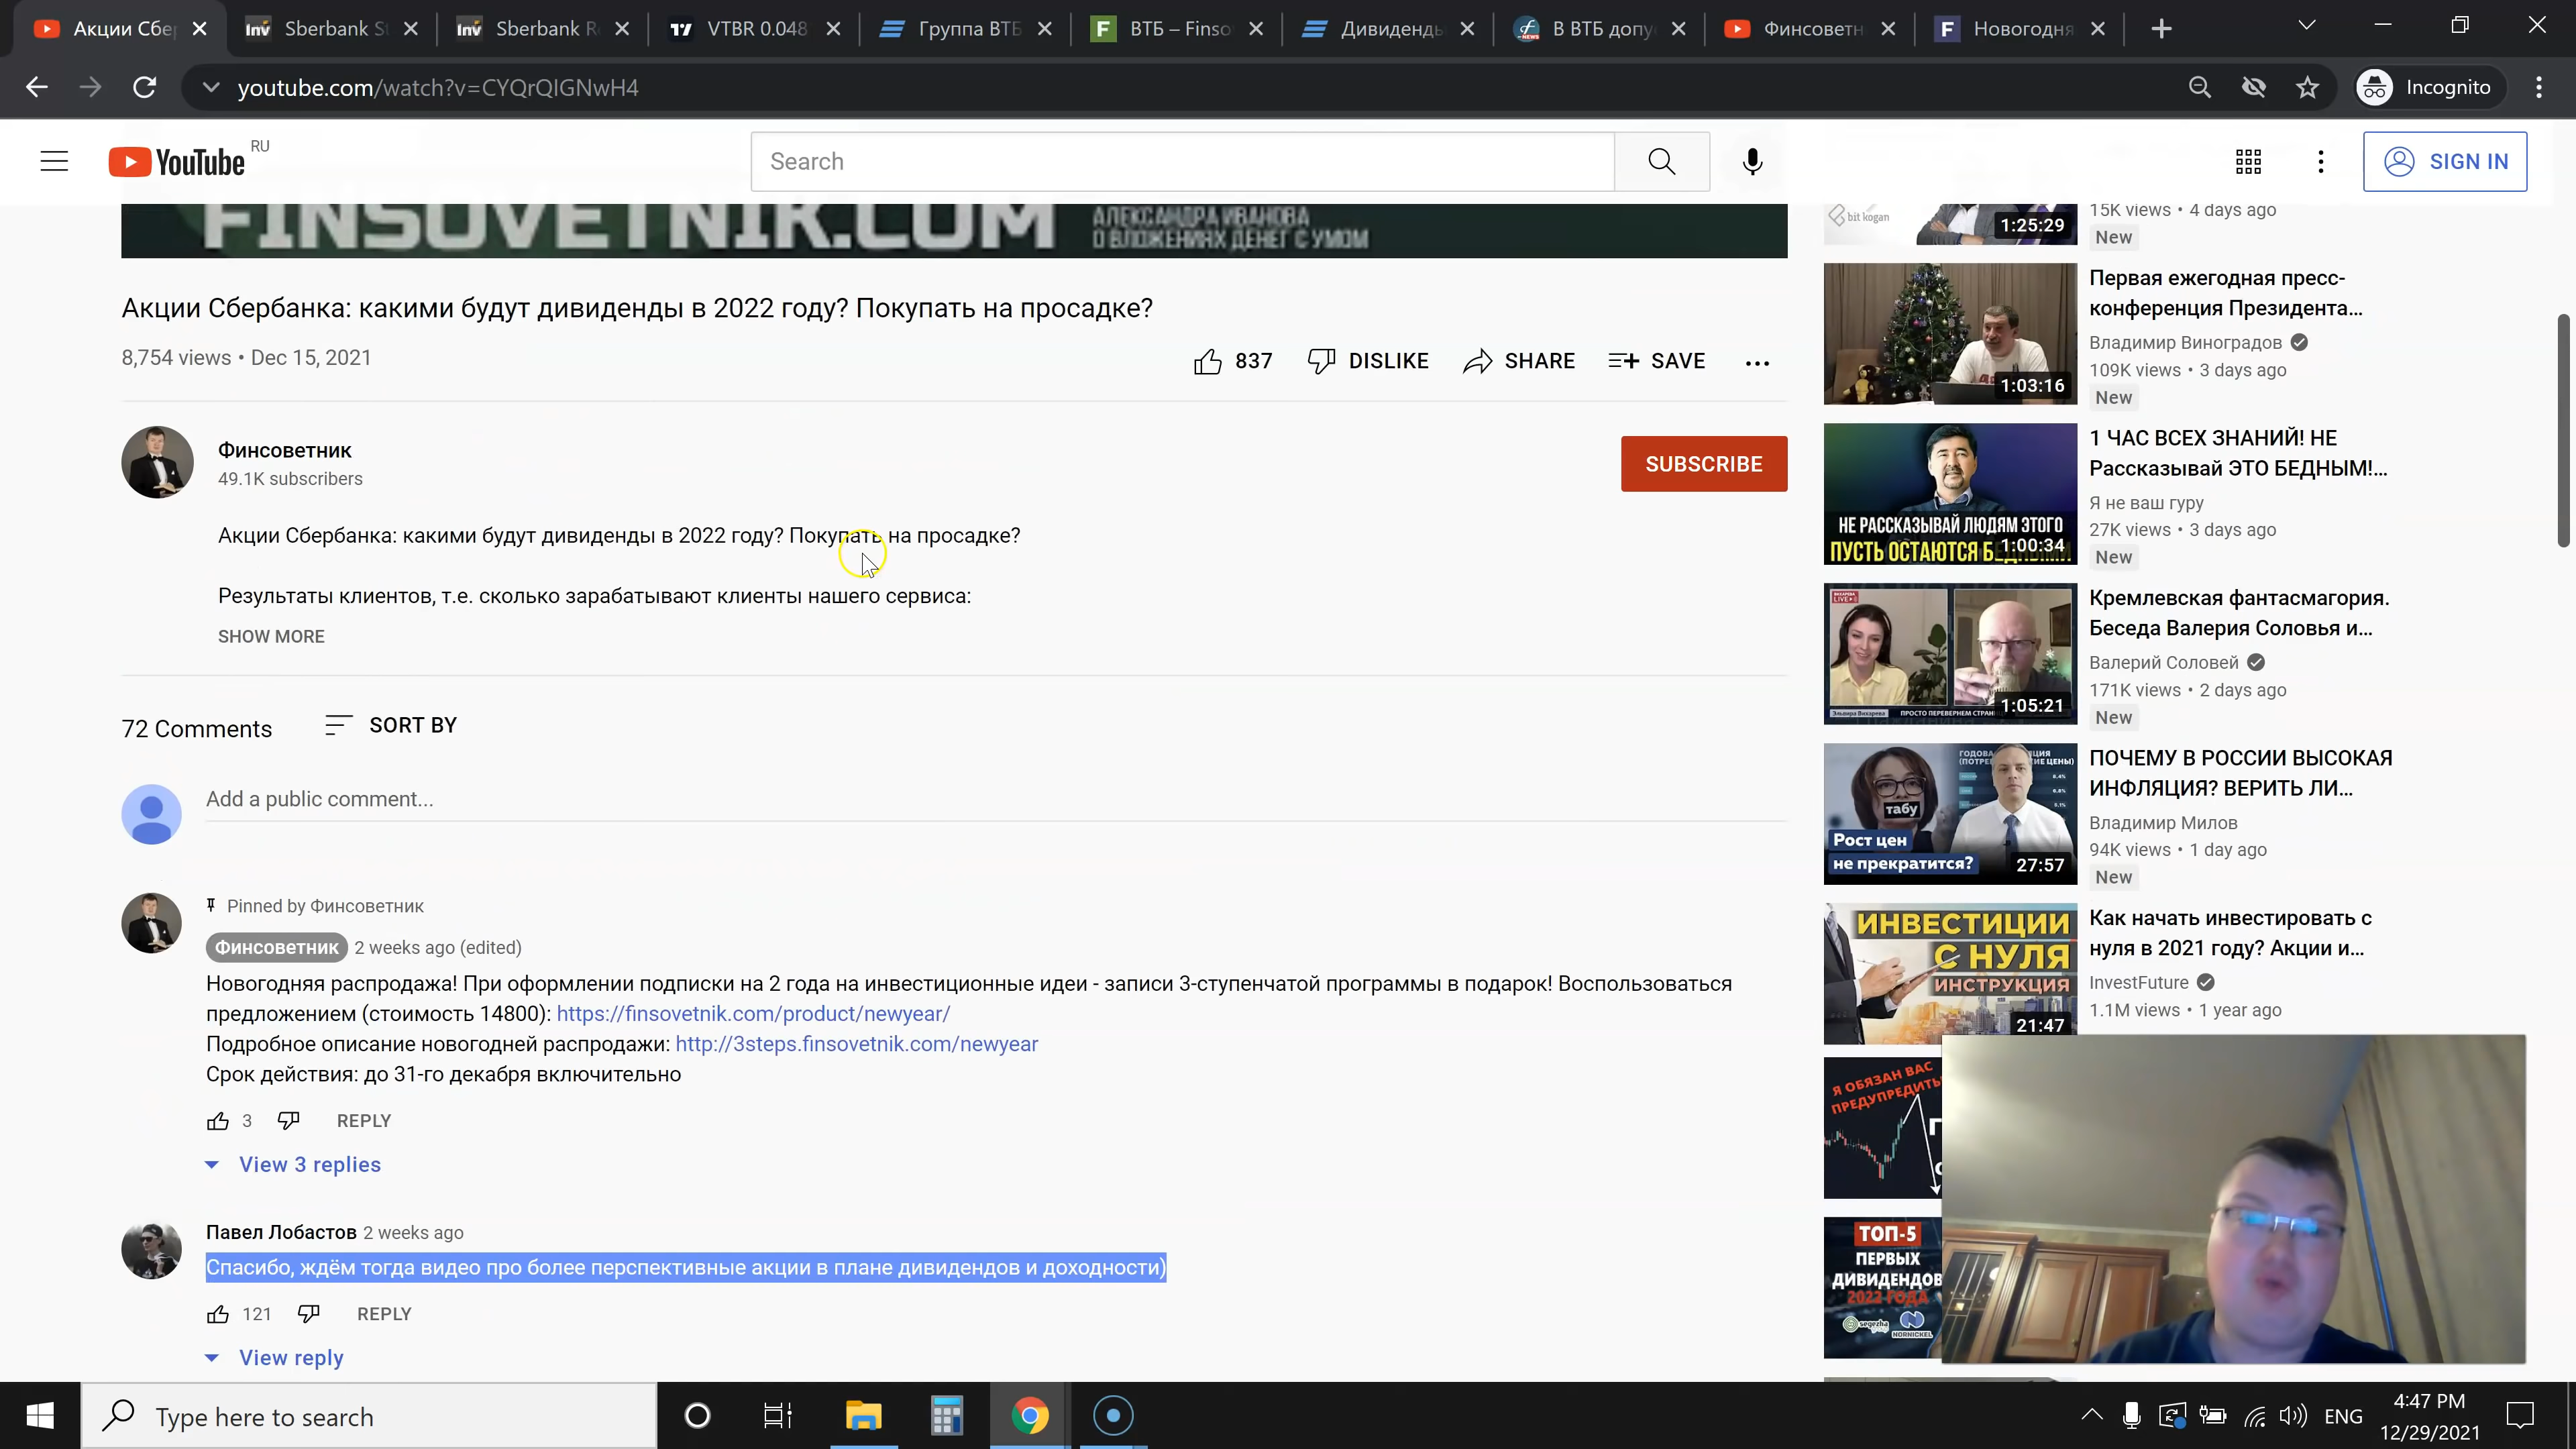 Акции Сбер
Sberbank St
Sberbank Re
VTBR 0.048
Группа ВТБ
ВТБ – Finso
Дивиденды
В ВТБ допу
Финсоветн
Новогодня
youtube.com/watch?v=CYQrQIGNwH4
Incognito
YouTube RU
Search
SIGN IN
FINSOVETNIK.COM
АЛЕКСАНДРА ИВАНОВА
О ВЛОЖЕНИЯХ ДЕНЕГ С УМОМ
Акции Сбербанка: какими будут дивиденды в 2022 году? Покупать на просадке?
8,754 views • Dec 15, 2021
837 DISLIKE SHARE SAVE
Финсоветник
49.1K subscribers
SUBSCRIBE
Акции Сбербанка: какими будут дивиденды в 2022 году? Покупать на просадке?
Результаты клиентов, т.е. сколько зарабатывают клиенты нашего сервиса:
SHOW MORE
72 Comments SORT BY
Add a public comment...
Pinned by Финсоветник
Финсоветник 2 weeks ago (edited)
Новогодняя распродажа! При оформлении подписки на 2 года на инвестиционные идеи - записи 3-ступенчатой программы в подарок! Воспользоваться
предложением (стоимость 14800): https://finsovetnik.com/product/newyear/
Подробное описание новогодней распродажи: http://3steps.finsovetnik.com/newyear
Срок действия: до 31-го декабря включительно
3 REPLY
View 3 replies
Павел Лобастов 2 weeks ago
Спасибо, ждём тогда видео про более перспективные акции в плане дивидендов и доходности)
121 REPLY
View reply
bit kogan
1:25:29
15K views • 4 days ago
New
1:03:16
Первая ежегодная пресс-
конференция Президента...
Владимир Виноградов
109K views • 3 days ago
New
НЕ РАССКАЗЫВАЙ ЛЮДЯМ ЭТОГО
ПУСТЬ ОСТАЮТСЯ БЕДНЫМИ!
1:00:34
1 ЧАС ВСЕХ ЗНАНИЙ! НЕ
Рассказывай ЭТО БЕДНЫМ!...
Я не ваш гуру
27K views • 3 days ago
New
1:05:21
Кремлевская фантасмагория.
Беседа Валерия Соловья и...
Валерий Соловей
171K views • 2 days ago
New
табу
Рост цен
не прекратится?
27:57
ПОЧЕМУ В РОССИИ ВЫСОКАЯ
ИНФЛЯЦИЯ? ВЕРИТЬ ЛИ...
Владимир Милов
94K views • 1 day ago
New
ИНВЕСТИЦИИ
С НУЛЯ
ИНСТРУКЦИЯ
21:47
Как начать инвестировать с
нуля в 2021 году? Акции и...
InvestFuture
1.1M views • 1 year ago
Я ОБЯЗАН ВАС
ПРЕДУПРЕДИТЬ
ТОП-5
ПЕРВЫХ
ДИВИДЕНДОВ
2022 ГОДА
segezha
NORNICKEL
Type here to search
ENG
4:47 PM
12/29/2021